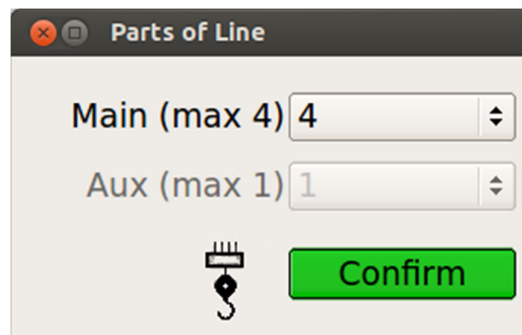 Parts of Line
Main (max 4) 4
Aux (max 1) 1
Confirm